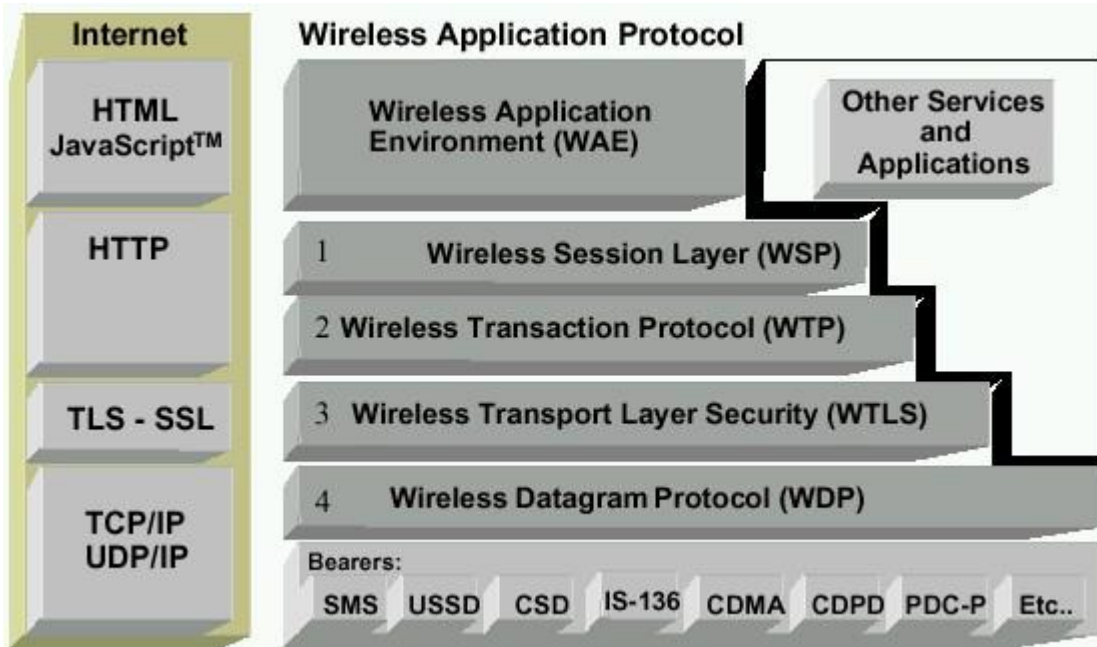 Internet
HTML
JavaScript™
HTTP
TLS - SSL
TCP/IP
UDP/IP
Wireless Application Protocol
Wireless Application
Environment (WAE)
Other Services
and
Applications
1 Wireless Session Layer (WSP)
2 Wireless Transaction Protocol (WTP)
3 Wireless Transport Layer Security (WTLS)
4 Wireless Datagram Protocol (WDP)
Bearers:
SMS USSD CSD IS-136 CDMA CDPD PDC-P Etc..